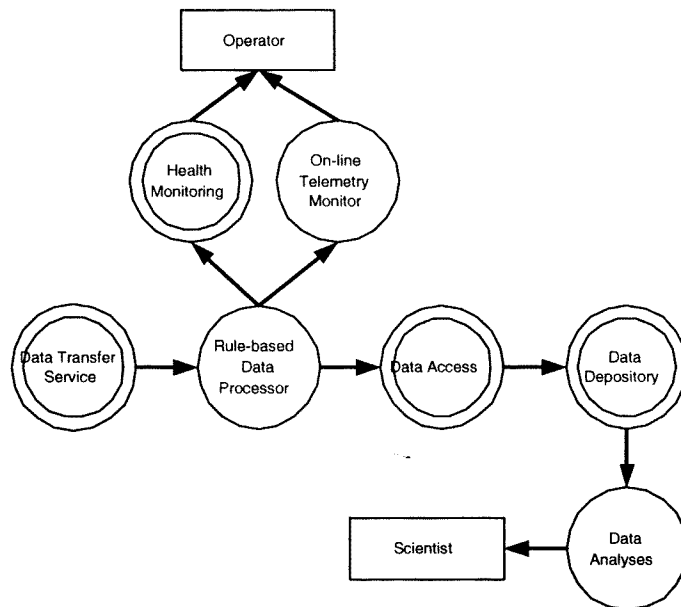 Operator
Health
Monitoring
On-line
Telemetry
Monitor
Data Transfer
Service
Rule-based
Data
Processor
Data Access
Data
Depository
Scientist
Data
Analyses